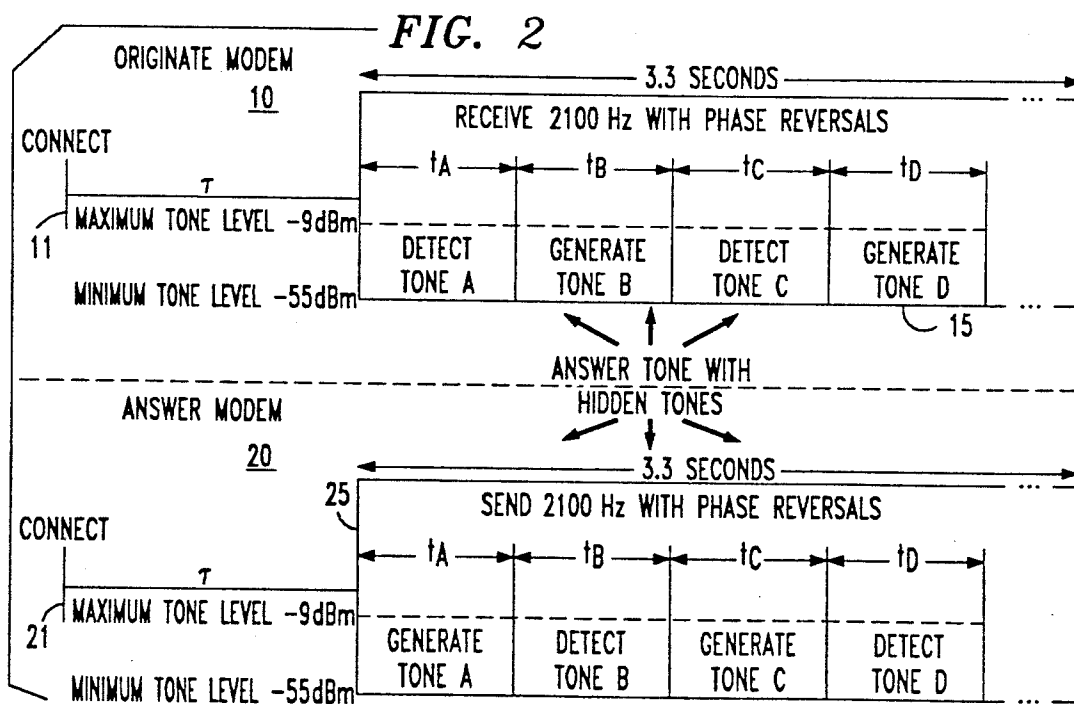 FIG. 2
ORIGINATE MODEM
10
3.3 SECONDS
...
RECEIVE 2100 Hz WITH PHASE REVERSALS
CONNECT
tA tB tC tD
τ
11
MAXIMUM TONE LEVEL -9dBm
DETECT TONE A
GENERATE TONE B
DETECT TONE C
GENERATE TONE D
MINIMUM TONE LEVEL -55dBm
...
15
ANSWER TONE WITH
HIDDEN TONES
ANSWER MODEM
20
3.3 SECONDS
...
25
SEND 2100 Hz WITH PHASE REVERSALS
CONNECT
tA tB tC tD
τ
21
MAXIMUM TONE LEVEL -9dBm
GENERATE TONE A
DETECT TONE B
GENERATE TONE C
DETECT TONE D
MINIMUM TONE LEVEL -55dBm
...